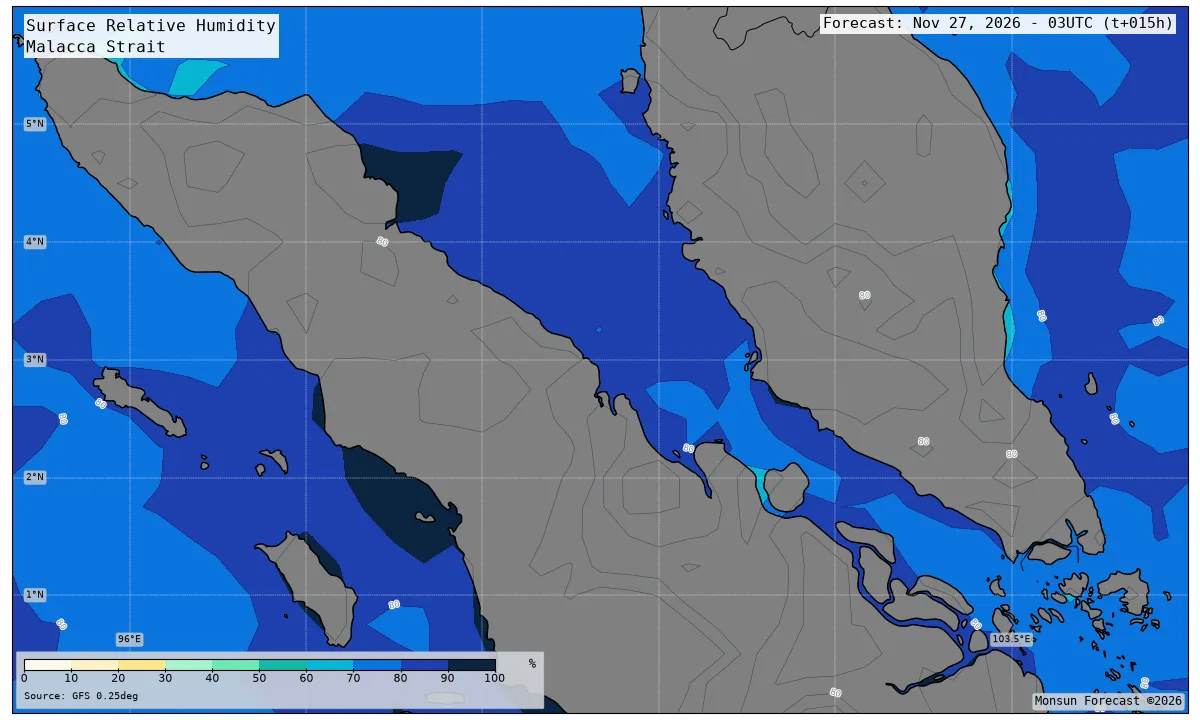 Surface Relative Humidity
Malacca Strait
Forecast: Nov 27, 2026 - 03UTC (t+015h)
5°N
4°N
80
80
80
80
3°N
80
80
80
80
80
80
2°N
1°N
80
80
80
96°E
103.5°E
%
0 10 20 30 40 50 60 70 80 90 100
80
80
Source: GFS 0.25deg
Monsun Forecast ©2026